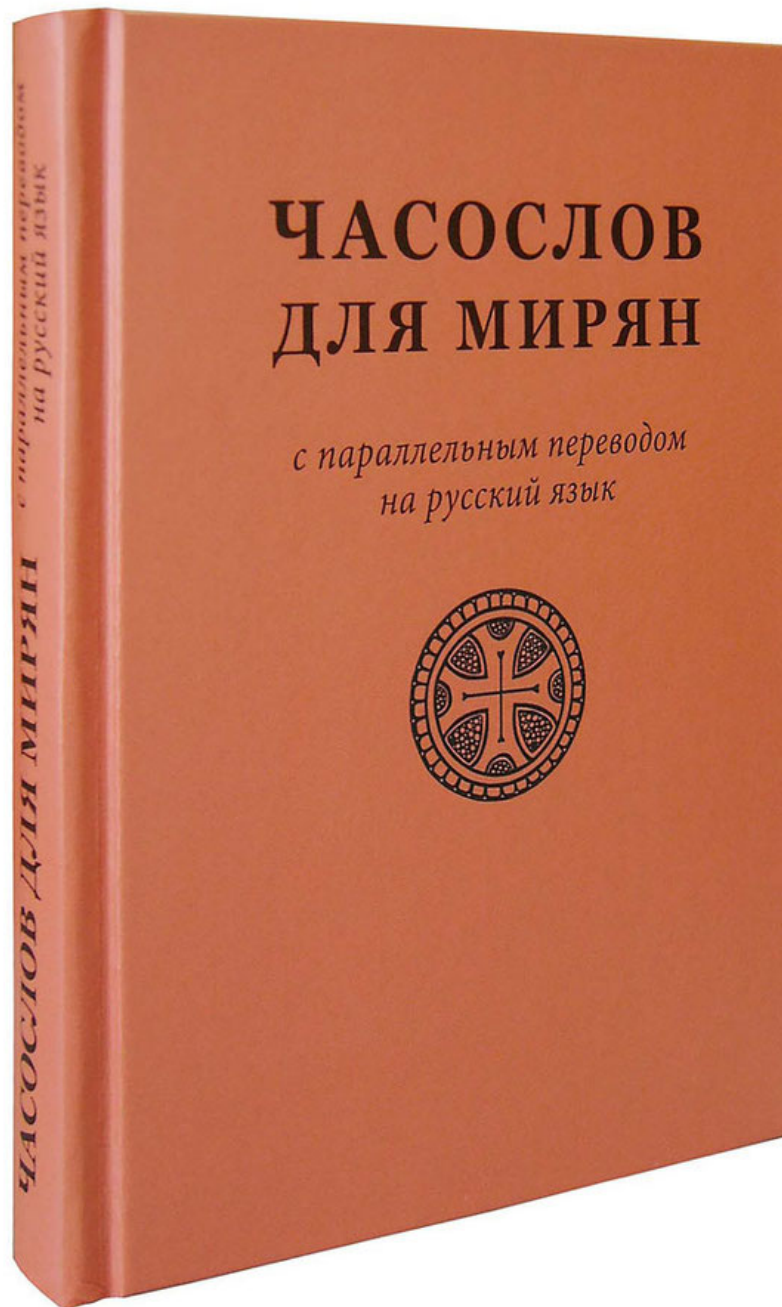 ЧАСОСЛОВ
ДЛЯ МИРЯН
с параллельным переводом
на русский язык
ЧАСОСЛОВ ДЛЯ МИРЯН
с параллельным переводом
на русский язык